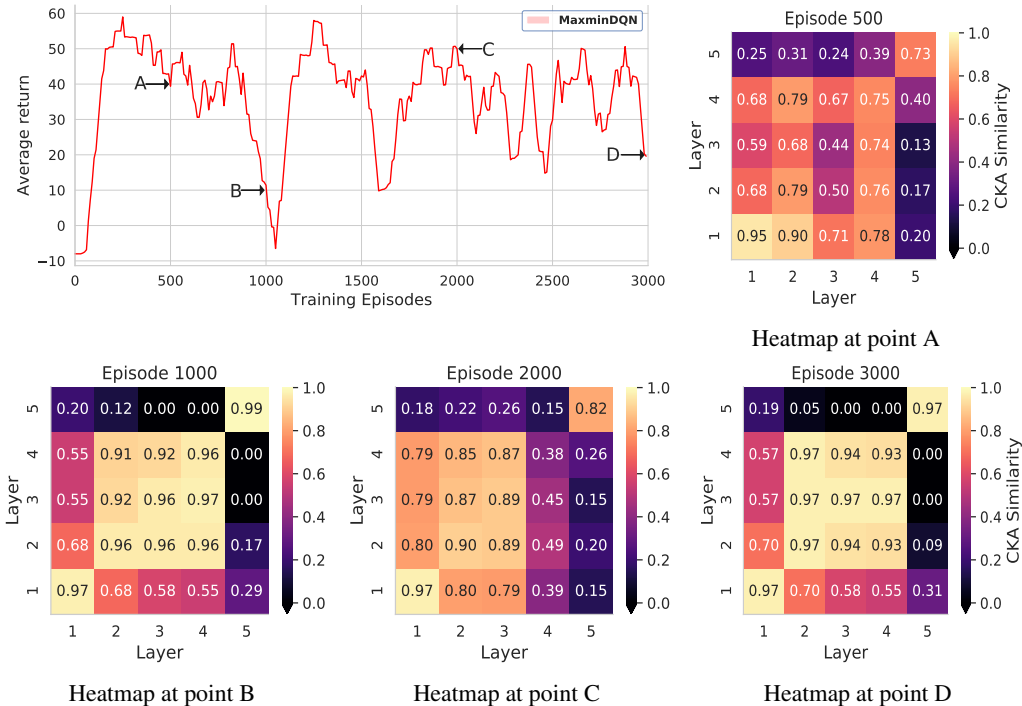 MaxminDQN
Average return
60
50
40
30
20
10
0
−10
A
B
C
D
0 500 1000 1500 2000 2500 3000
Training Episodes
Episode 500
Layer
5 0.25 0.31 0.24 0.39 0.73
4 0.68 0.79 0.67 0.75 0.40
3 0.59 0.68 0.44 0.74 0.13
2 0.68 0.79 0.50 0.76 0.17
1 0.95 0.90 0.71 0.78 0.20
1 2 3 4 5
Layer
1.0
0.8
0.6
0.4
0.2
0.0
CKA Similarity
Heatmap at point A
Episode 1000
Layer
5 0.20 0.12 0.00 0.00 0.99
4 0.55 0.91 0.92 0.96 0.00
3 0.55 0.92 0.96 0.97 0.00
2 0.68 0.96 0.96 0.96 0.17
1 0.97 0.68 0.58 0.55 0.29
1 2 3 4 5
Layer
1.0
0.8
0.6
0.4
0.2
0.0
Heatmap at point B
Episode 2000
Layer
5 0.18 0.22 0.26 0.15 0.82
4 0.79 0.85 0.87 0.38 0.26
3 0.79 0.87 0.89 0.45 0.15
2 0.80 0.90 0.89 0.49 0.20
1 0.97 0.80 0.79 0.39 0.15
1 2 3 4 5
Layer
1.0
0.8
0.6
0.4
0.2
0.0
Heatmap at point C
Episode 3000
Layer
5 0.19 0.05 0.00 0.00 0.97
4 0.57 0.97 0.94 0.93 0.00
3 0.57 0.97 0.97 0.97 0.00
2 0.70 0.97 0.94 0.93 0.09
1 0.97 0.70 0.58 0.55 0.31
1 2 3 4 5
Layer
1.0
0.8
0.6
0.4
0.2
0.0
CKA Similarity
Heatmap at point D